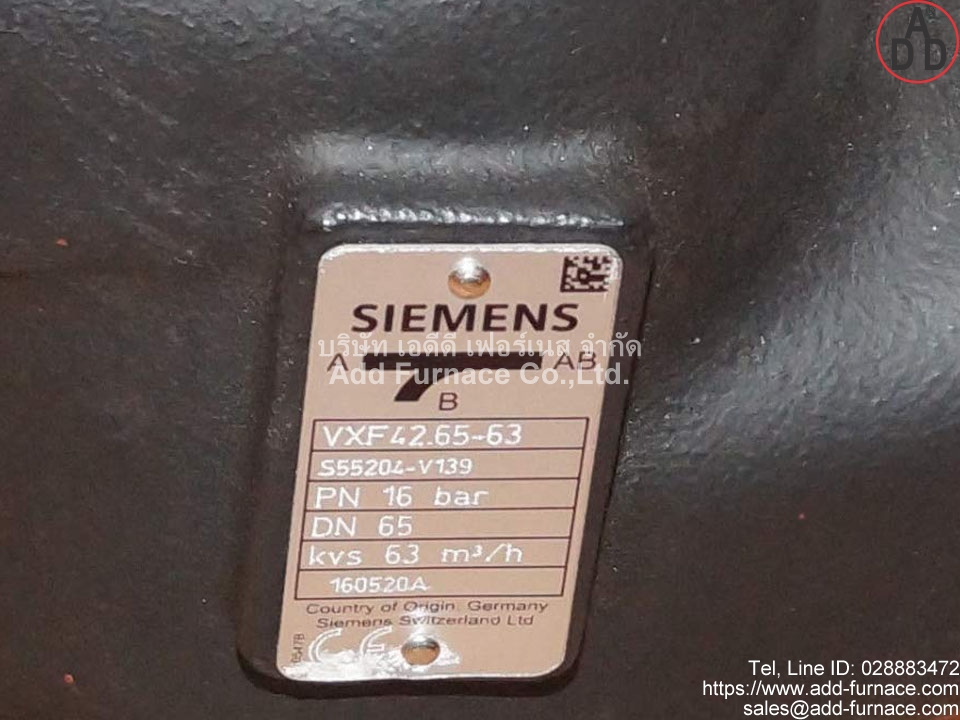 ADD
SIEMENS
บริษัท เอดีดี เฟอร์เนส จำกัด
A AB
Add Furnace Co.,Ltd.
B
VXF42.65-63
S55204-V139
PN 16 bar
DN 65
kvs 63 m³/h
160520A
Country of Origin: Germany
Siemens Switzerland Ltd
CE
Tel, Line ID: 028883472
https://www.add-furnace.com
sales@add-furnace.com